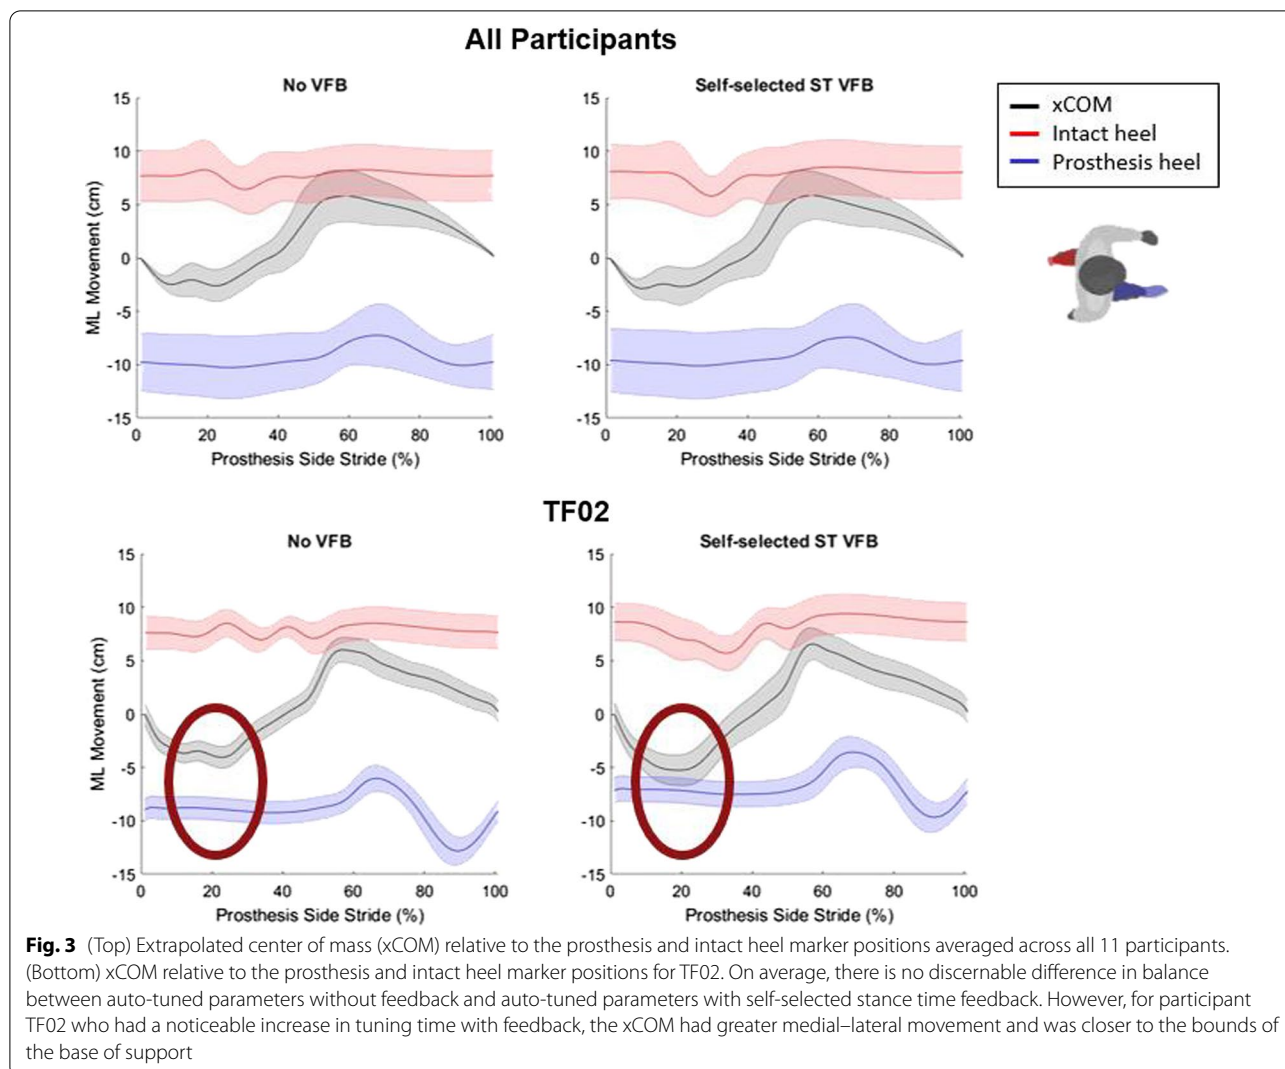 All Participants
No VFB
Self-selected ST VFB
xCOM
Intact heel
Prosthesis heel
ML Movement (cm)
15
10
5
0
-5
-10
-15
0 20 40 60 80 100
Prosthesis Side Stride (%)
15
10
5
0
-5
-10
-15
0 20 40 60 80 100
Prosthesis Side Stride (%)
TF02
No VFB
Self-selected ST VFB
ML Movement (cm)
15
10
5
0
-5
-10
-15
0 20 40 60 80 100
Prosthesis Side Stride (%)
15
10
5
0
-5
-10
-15
0 20 40 60 80 100
Prosthesis Side Stride (%)
Fig. 3 (Top) Extrapolated center of mass (xCOM) relative to the prosthesis and intact heel marker positions averaged across all 11 participants.
(Bottom) xCOM relative to the prosthesis and intact heel marker positions for TF02. On average, there is no discernable difference in balance
between auto-tuned parameters without feedback and auto-tuned parameters with self-selected stance time feedback. However, for participant
TF02 who had a noticeable increase in tuning time with feedback, the xCOM had greater medial–lateral movement and was closer to the bounds of
the base of support